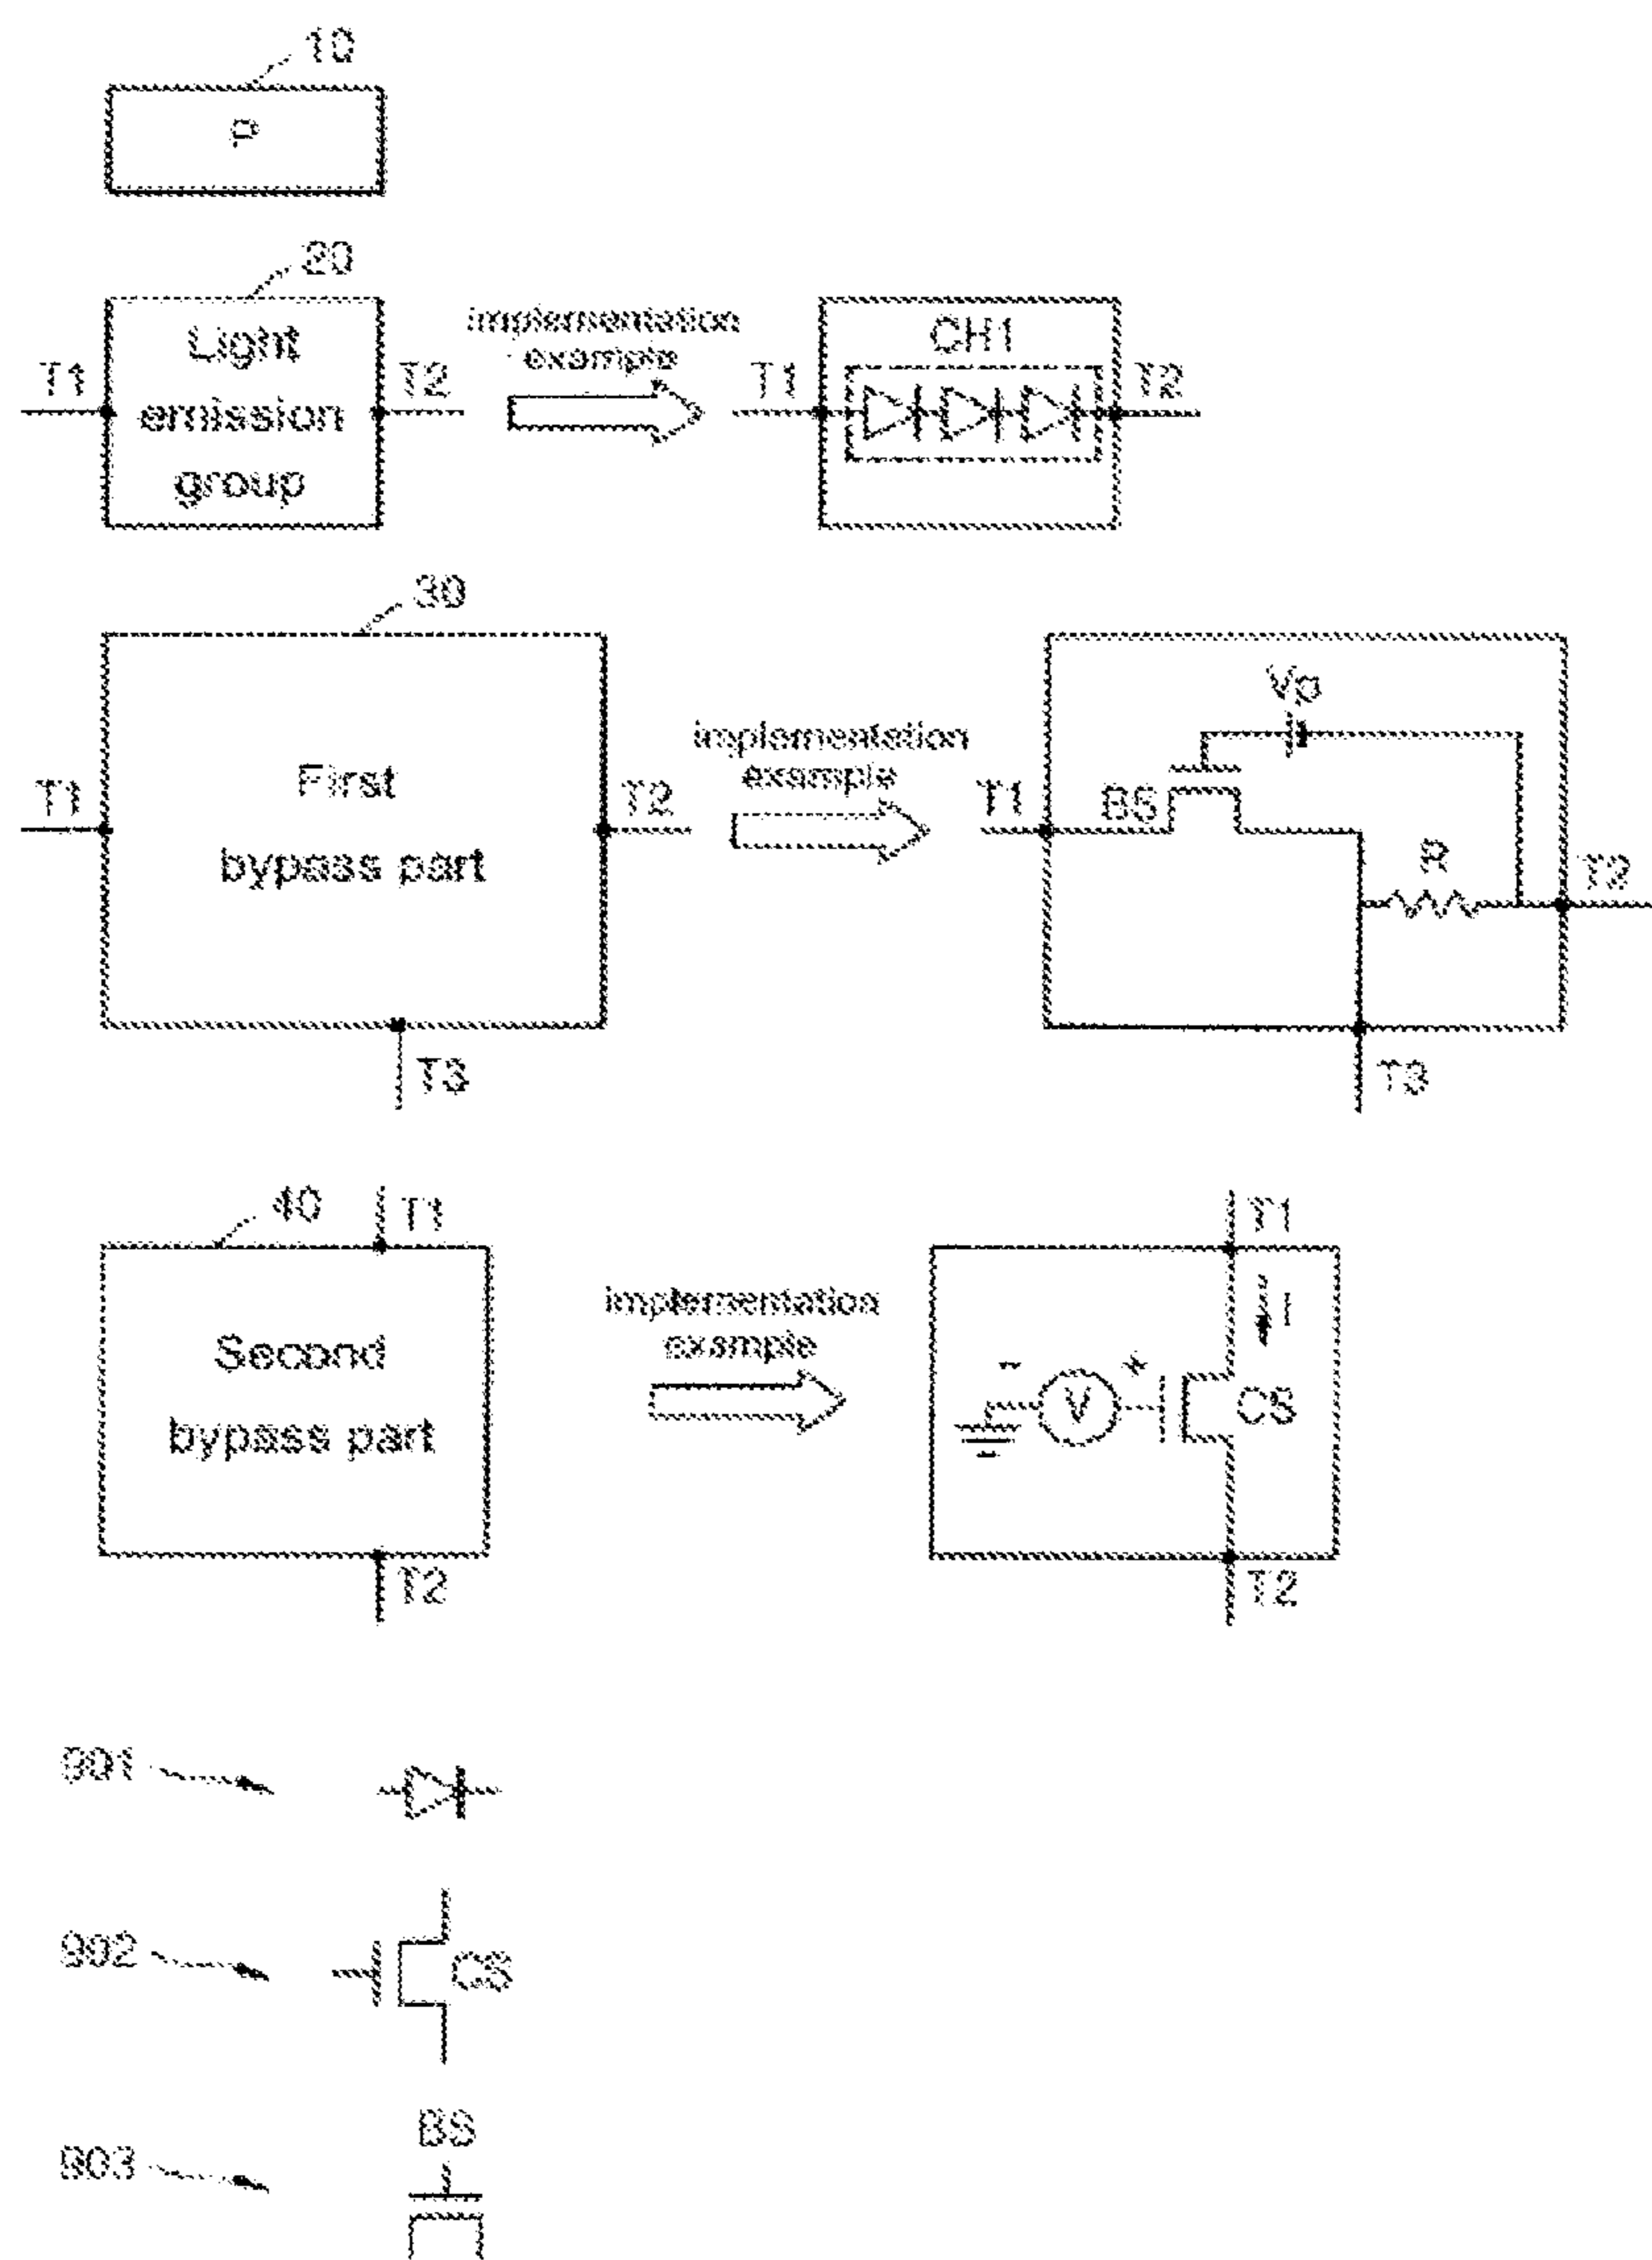 10
P
20
Light
emission
group
T1
T2
implementation
example
T1
CH1
T2
30
First
bypass part
T1
T2
T3
implementation
example
T1
BS
Vp
R
T2
T3
40
T1
Second
bypass part
T2
implementation
example
T1
I
- V +
CS
T2
901
902
CS
BS
903